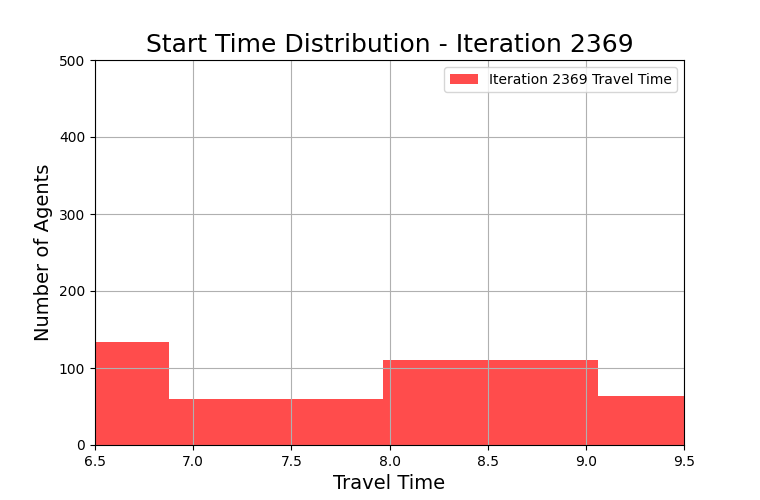 Start Time Distribution - Iteration 2369
Iteration 2369 Travel Time
Number of Agents
500
400
300
200
100
0
6.5 7.0 7.5 8.0 8.5 9.0 9.5
Travel Time